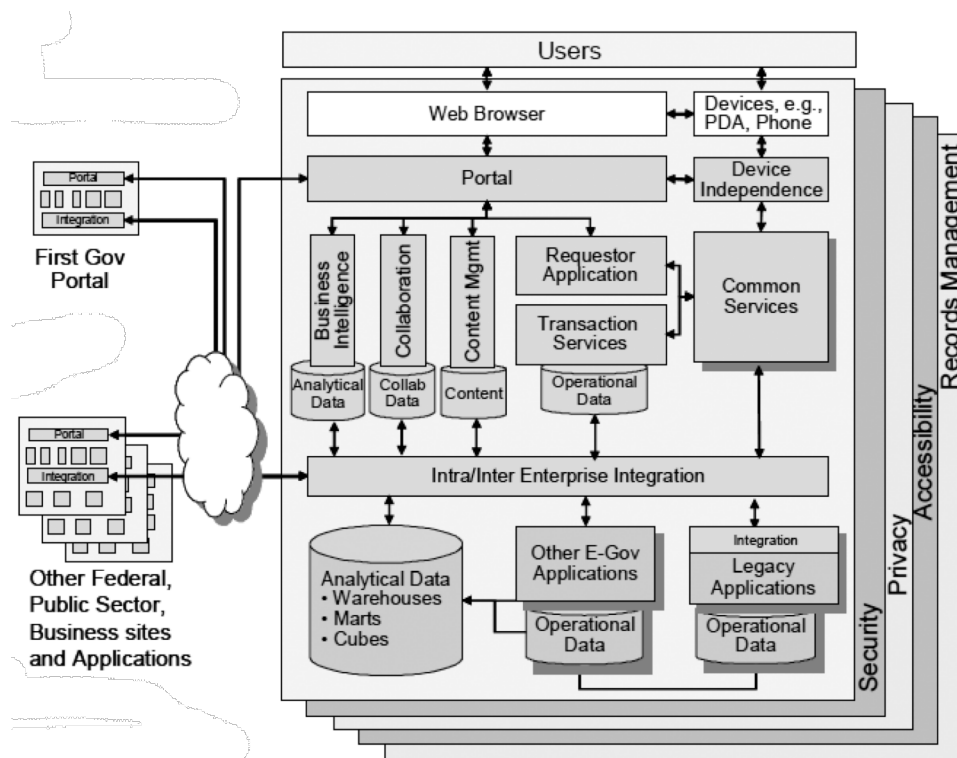 Users
Web Browser
Devices, e.g.,
PDA, Phone
Portal
Device
Independence
Business
Intelligence
Collaboration
Content Mgmt
Requestor
Application
Transaction
Services
Common
Services
Analytical
Data
Collab
Data
Content
Operational
Data
Intra/Inter Enterprise Integration
Analytical Data
• Warehouses
• Marts
• Cubes
Other E-Gov
Applications
Operational
Data
Integration
Legacy
Applications
Operational
Data
Security
Privacy
Accessibility
Records Management
Portal
Integration
First Gov
Portal
Portal
Integration
Other Federal,
Public Sector,
Business sites
and Applications